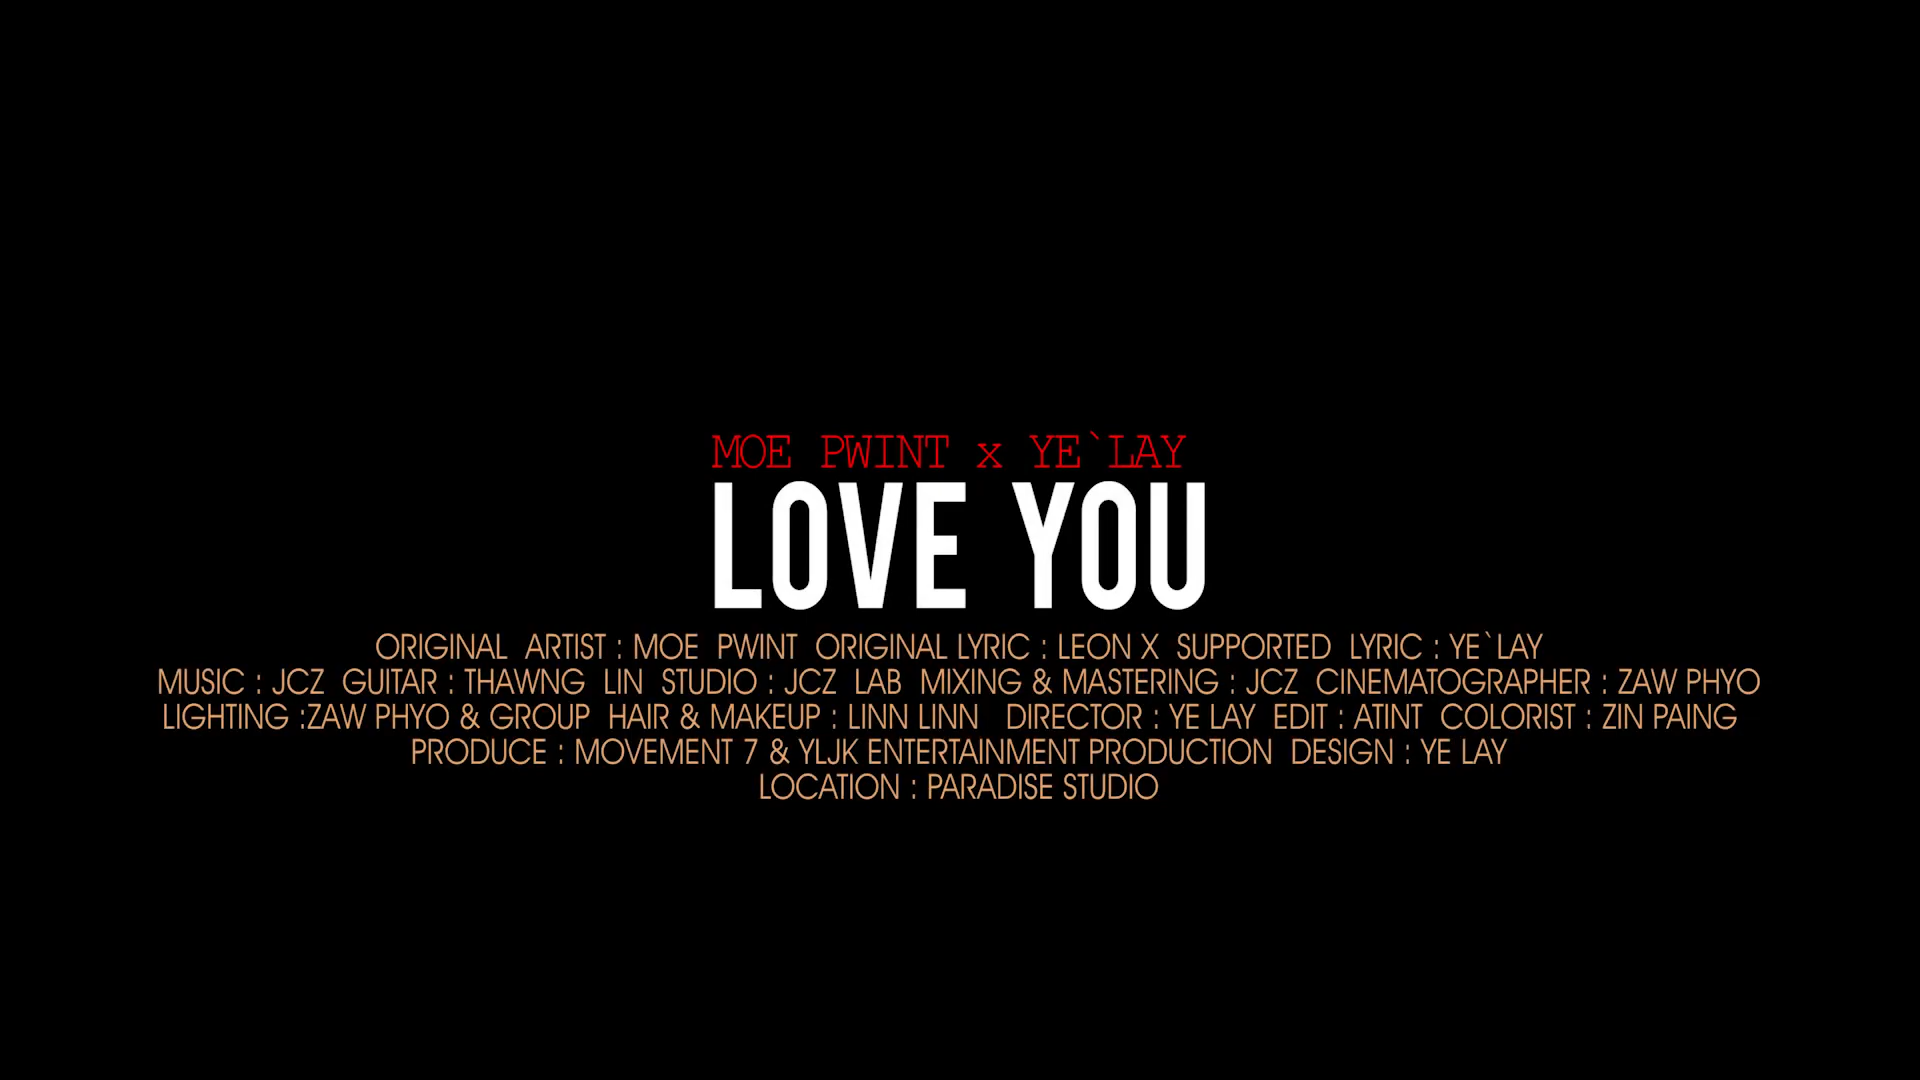 MOE PWINT x YE`LAY
LOVE YOU
ORIGINAL ARTIST : MOE PWINT ORIGINAL LYRIC : LEON X SUPPORTED LYRIC : YE`LAY
MUSIC : JCZ GUITAR : THAWNG LIN STUDIO : JCZ LAB MIXING & MASTERING : JCZ CINEMATOGRAPHER : ZAW PHYO
LIGHTING :ZAW PHYO & GROUP HAIR & MAKEUP : LINN LINN DIRECTOR : YE LAY EDIT : ATINT COLORIST : ZIN PAING
PRODUCE : MOVEMENT 7 & YLJK ENTERTAINMENT PRODUCTION DESIGN : YE LAY
LOCATION : PARADISE STUDIO